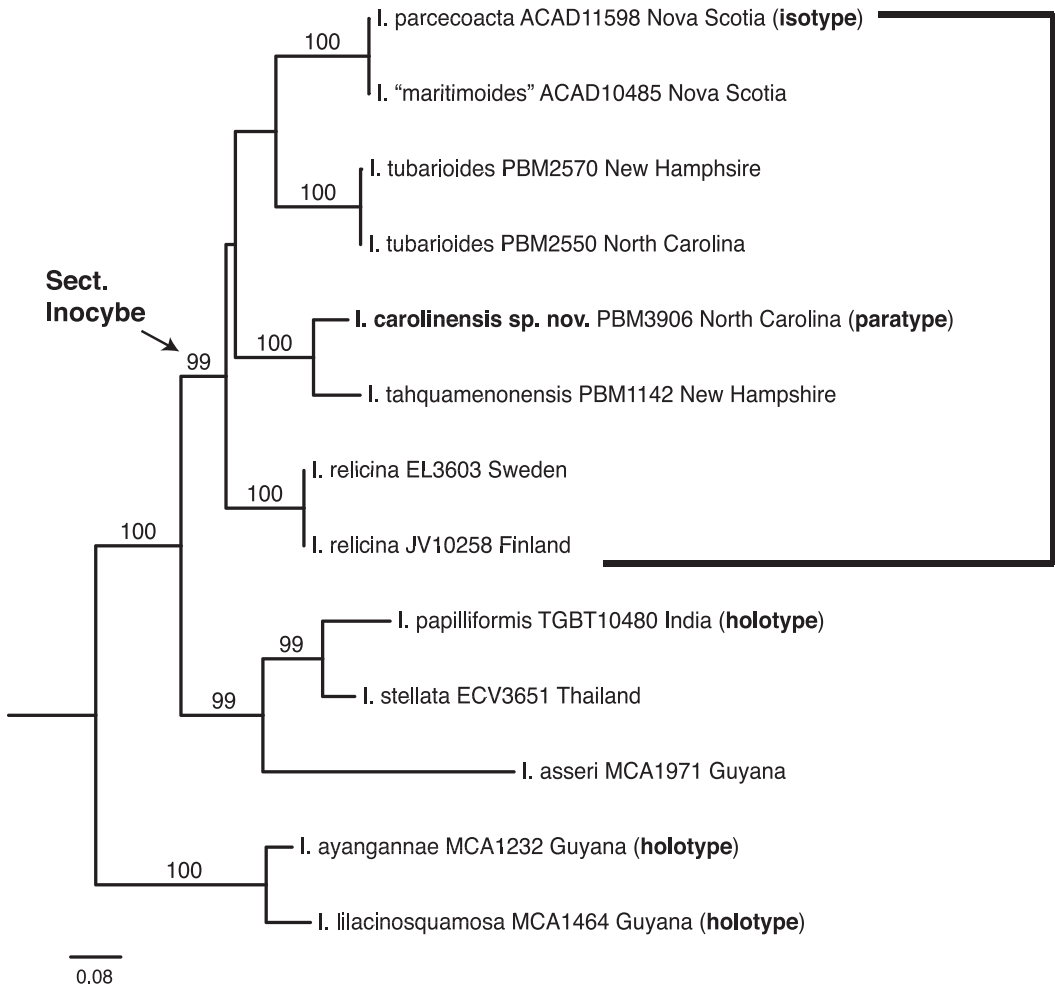 I. parcecoacta ACAD11598 Nova Scotia (isotype)
100
I. “maritimoides” ACAD10485 Nova Scotia
I. tubarioides PBM2570 New Hamphsire
100
I. tubarioides PBM2550 North Carolina
Sect.
Inocybe
I. carolinensis sp. nov. PBM3906 North Carolina (paratype)
100
99
I. tahquamenonensis PBM1142 New Hampshire
I. relicina EL3603 Sweden
100
100
I. relicina JV10258 Finland
I. papilliformis TGBT10480 India (holotype)
99
99
I. stellata ECV3651 Thailand
I. asseri MCA1971 Guyana
I. ayangannae MCA1232 Guyana (holotype)
100
I. lilacinosquamosa MCA1464 Guyana (holotype)
0.08